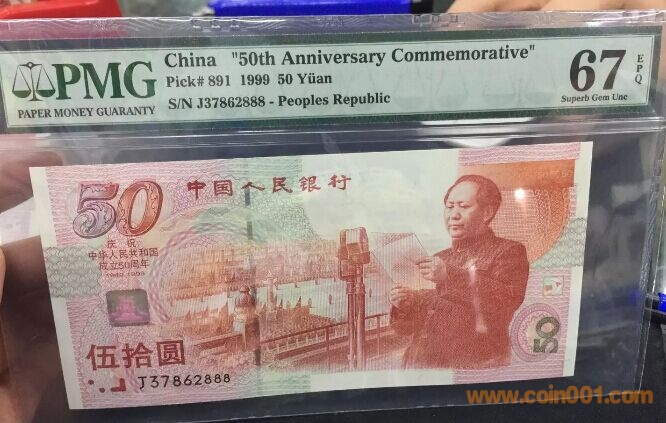 PMG
PAPER MONEY GUARANTY
China "50th Anniversary Commemorative"
Pick# 891 1999 50 Yüan
S/N J37862888 - Peoples Republic
67 EPQ
Superb Gem Unc
50
中国人民银行
庆祝
中华人民共和国
成立50周年
1949-1999
伍拾圆
J37862888
50
www.coin001.com